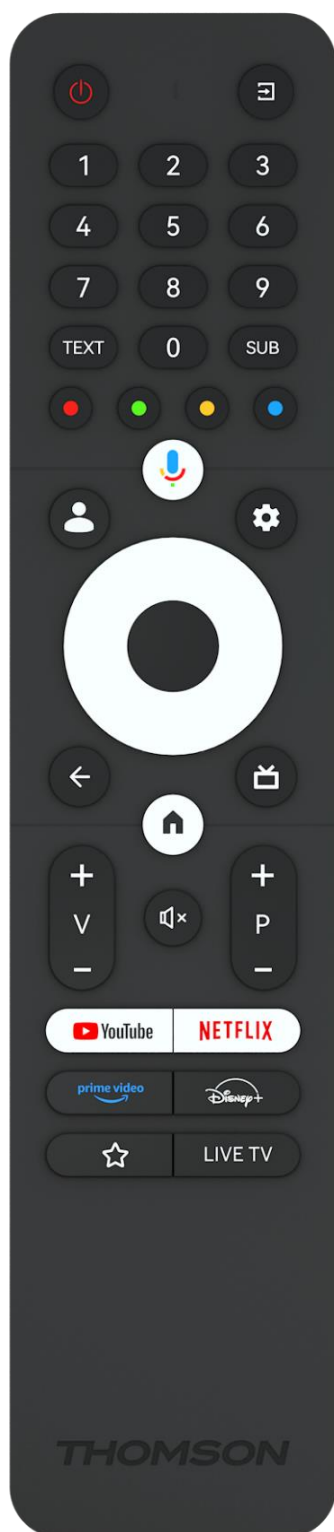 1 2 3
4 5 6
7 8 9
TEXT 0 SUB
+ +
V P
- -
YouTube NETFLIX
prime video Disney+
LIVE TV
THOMSON